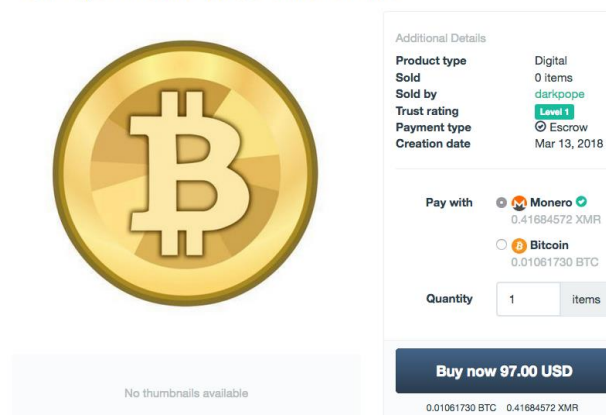 Additional Details
Product type Digital
Sold 0 items
Sold by darkpope
Trust rating Level 1
Payment type Escrow
Creation date Mar 13, 2018
Pay with Monero
0.41684572 XMR
Bitcoin
0.01061730 BTC
Quantity 1 items
Buy now 97.00 USD
No thumbnails available
0.01061730 BTC 0.41684572 XMR